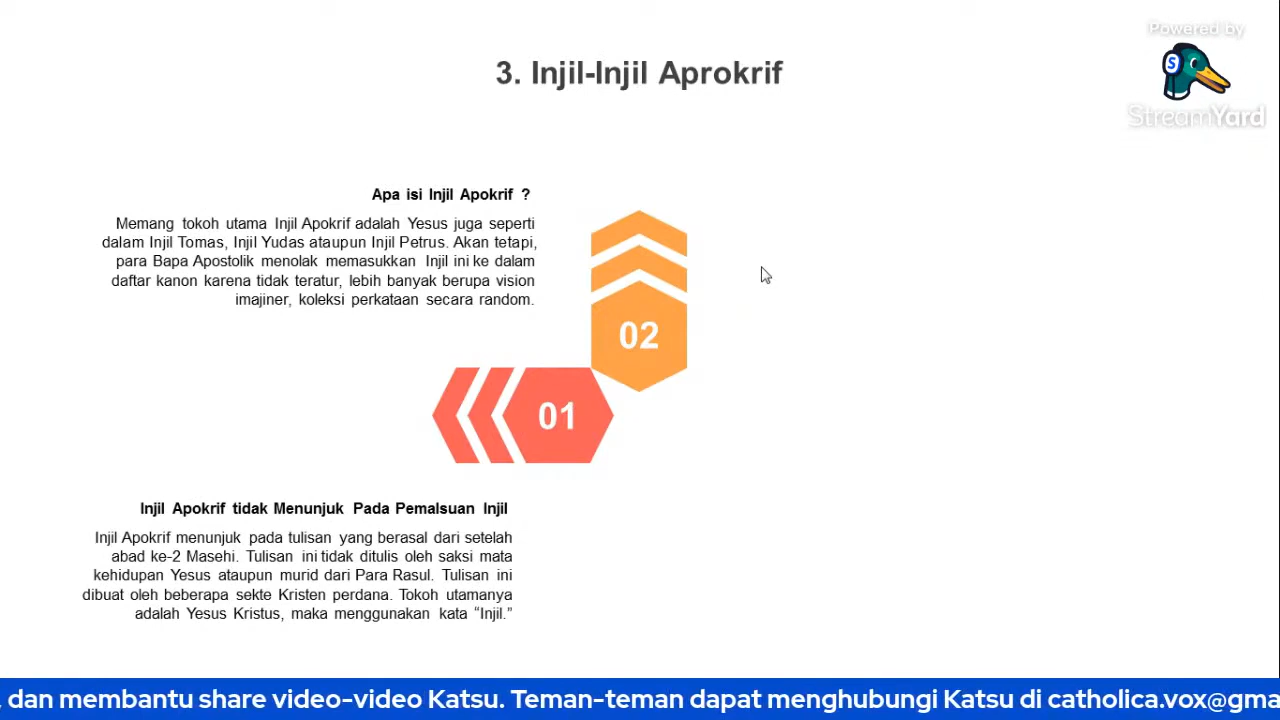 Powered by
StreamYard
3. Injil-Injil Aprokrif
Apa isi Injil Apokrif ?
Memang tokoh utama Injil Apokrif adalah Yesus juga seperti
dalam Injil Tomas, Injil Yudas ataupun Injil Petrus. Akan tetapi,
para Bapa Apostolik menolak memasukkan Injil ini ke dalam
daftar kanon karena tidak teratur, lebih banyak berupa vision
imajiner, koleksi perkataan secara random.
02
01
Injil Apokrif tidak Menunjuk Pada Pemalsuan Injil
Injil Apokrif menunjuk pada tulisan yang berasal dari setelah
abad ke-2 Masehi. Tulisan ini tidak ditulis oleh saksi mata
kehidupan Yesus ataupun murid dari Para Rasul. Tulisan ini
dibuat oleh beberapa sekte Kristen perdana. Tokoh utamanya
adalah Yesus Kristus, maka menggunakan kata “Injil.”
, dan membantu share video-video Katsu. Teman-teman dapat menghubungi Katsu di catholica.vox@gma